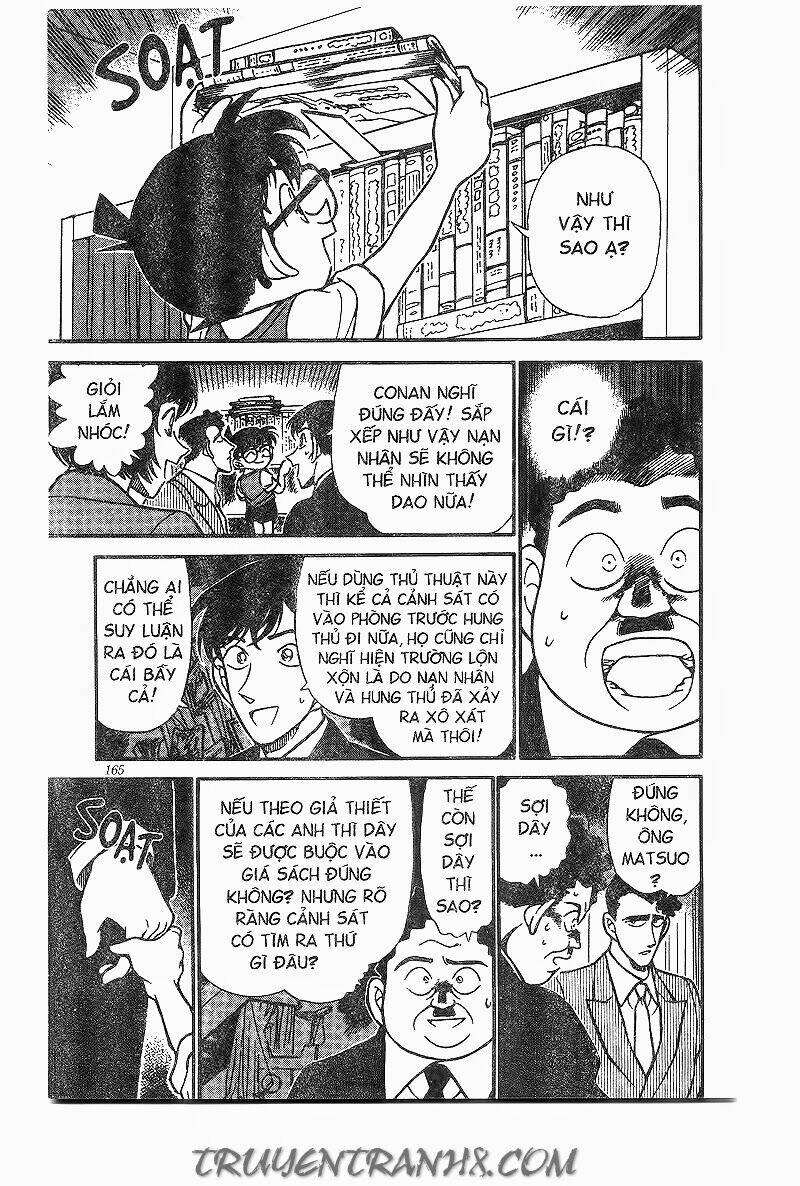 SOẠT
NHƯ
VẬY THÌ
SAO Ạ?
CÁI
GÌ!?
CONAN NGHĨ
ĐÚNG ĐẤY! SẮP
XẾP NHƯ VẬY NẠN
NHÂN SẼ KHÔNG
THỂ NHÌN THẤY
DAO NỮA!
GIỎI
LẮM
NHÓC!
NẾU DÙNG THỦ THUẬT NÀY
THÌ KỂ CẢ CẢNH SÁT CÓ
VÀO PHÒNG TRƯỚC HUNG
THỦ ĐI NỮA, HỌ CŨNG CHỈ
NGHĨ HIỆN TRƯỜNG LỘN
XỘN LÀ DO NẠN NHÂN
VÀ HUNG THỦ ĐÃ XẢY
RA XÔ XÁT
MÀ THÔI!
CHẲNG AI
CÓ THỂ
SUY LUẬN
RA ĐÓ LÀ
CÁI BẪY
CẢ!
165
ĐÚNG
KHÔNG,
ÔNG
MATSUO
?
SỢI
DÂY
...
THẾ
CÒN
SỢI
DÂY
THÌ
SAO?
NẾU THEO GIẢ THIẾT
CỦA CÁC ANH THÌ DÂY
SẼ ĐƯỢC BUỘC VÀO
GIÁ SÁCH ĐÚNG
KHÔNG? NHƯNG RÕ
RÀNG CẢNH SÁT
CÓ TÌM RA THỨ
GÌ ĐÂU?
SOẠT
TRUYENTRANH8.COM